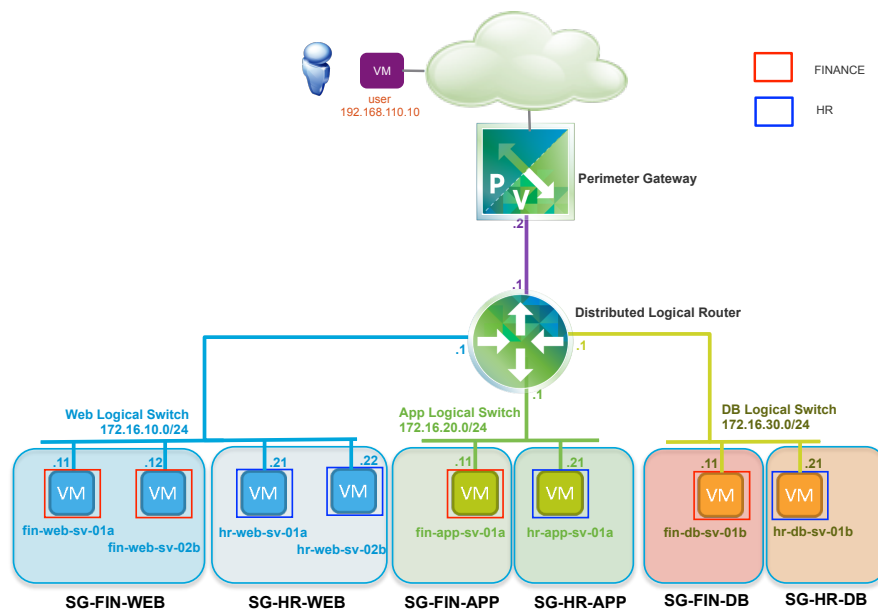 VM
user
192.168.110.10
FINANCE
HR
P
V
Perimeter Gateway
.2
.1
Distributed Logical Router
.1
.1
.1
Web Logical Switch
172.16.10.0/24
App Logical Switch
172.16.20.0/24
DB Logical Switch
172.16.30.0/24
.11
.12
.21
.22
.11
.21
.11
.21
VM
VM
VM
VM
VM
VM
VM
VM
fin-web-sv-01a
fin-web-sv-02b
hr-web-sv-01a
hr-web-sv-02b
fin-app-sv-01a
hr-app-sv-01a
fin-db-sv-01b
hr-db-sv-01b
SG-FIN-WEB
SG-HR-WEB
SG-FIN-APP
SG-HR-APP
SG-FIN-DB
SG-HR-DB